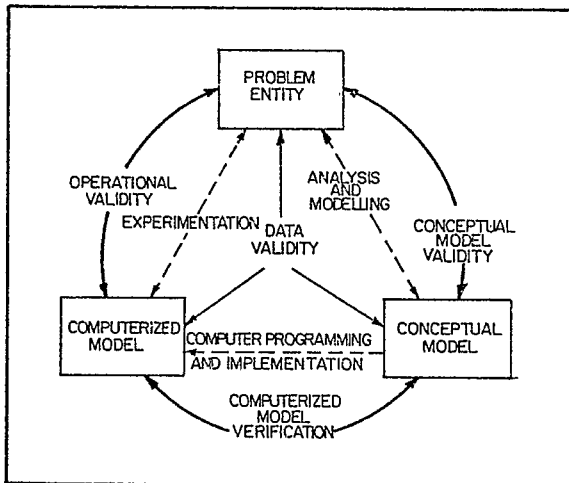 PROBLEM
ENTITY
OPERATIONAL
VALIDITY
EXPERIMENTATION
ANALYSIS
AND
MODELLING
DATA
VALIDITY
CONCEPTUAL
MODEL
VALIDITY
COMPUTERIZED
MODEL
COMPUTER PROGRAMMING
AND IMPLEMENTATION
CONCEPTUAL
MODEL
COMPUTERIZED
MODEL
VERIFICATION